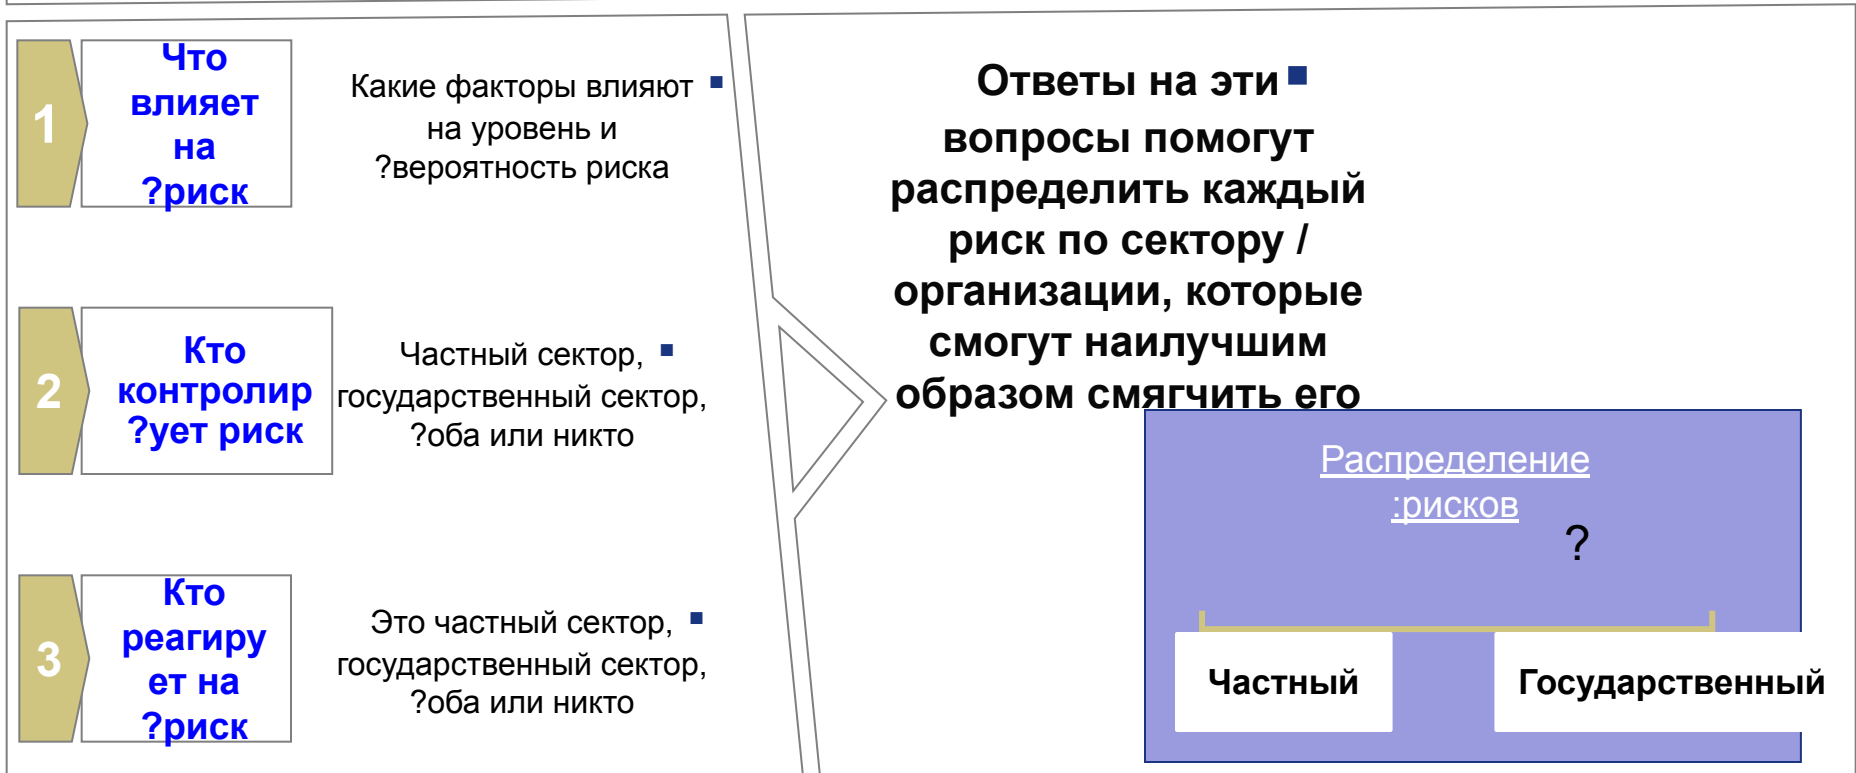 1
Что
влияет
на
?риск
Какие факторы влияют ▪
на уровень и
?вероятность риска
2
Кто
контролир
?ует риск
Частный сектор, ▪
государственный сектор,
?оба или никто
3
Кто
реагиру
ет на
?риск
Это частный сектор, ▪
государственный сектор,
?оба или никто
Ответы на эти ▪
вопросы помогут
распределить каждый
риск по сектору /
организации, которые
смогут наилучшим
образом смягчить его
Распределение
:рисков
?
Частный
Государственный